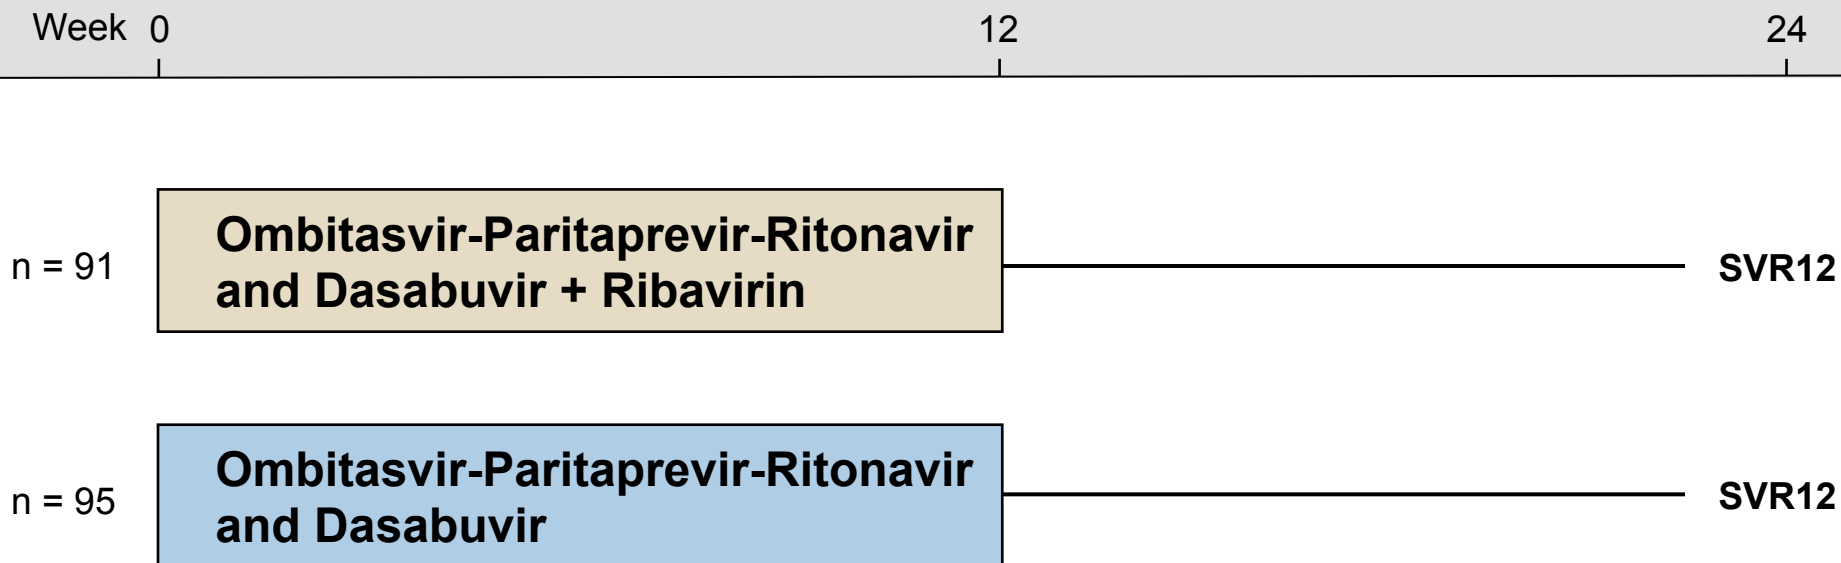 Week 0 12 24
n = 91
Ombitasvir-Paritaprevir-Ritonavir
and Dasabuvir + Ribavirin
SVR12
n = 95
Ombitasvir-Paritaprevir-Ritonavir
and Dasabuvir
SVR12